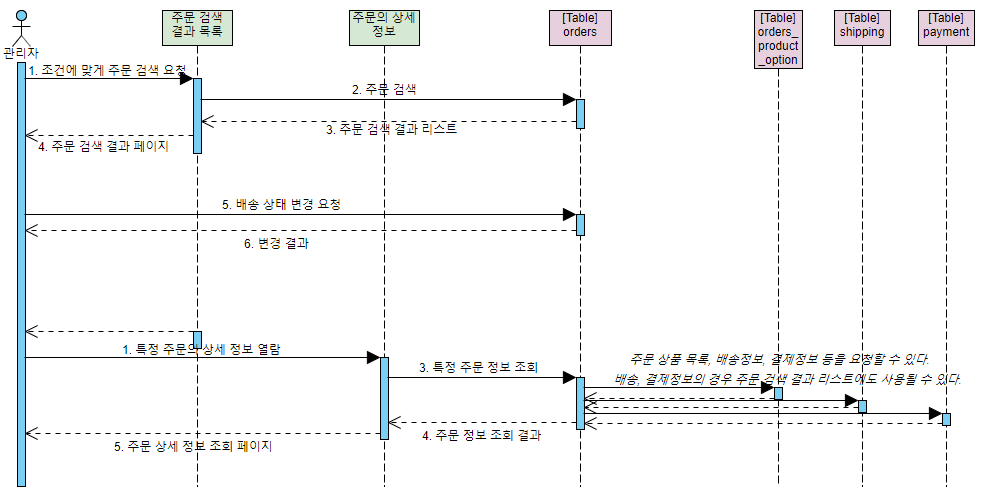 관리자
주문 검색
결과 목록
주문의 상세
정보
[Table]
orders
[Table]
orders_
product
_option
[Table]
shipping
[Table]
payment
1. 조건에 맞게 주문 검색 요청
2. 주문 검색
3. 주문 검색 결과 리스트
4. 주문 검색 결과 페이지
5. 배송 상태 변경 요청
6. 변경 결과
1. 특정 주문의 상세 정보 열람
3. 특정 주문 정보 조회
주문 상품 목록, 배송정보, 결제정보 등을 요청할 수 있다.
배송, 결제정보의 경우 주문 검색 결과 리스트에도 사용될 수 있다.
4. 주문 정보 조회 결과
5. 주문 상세 정보 조회 페이지